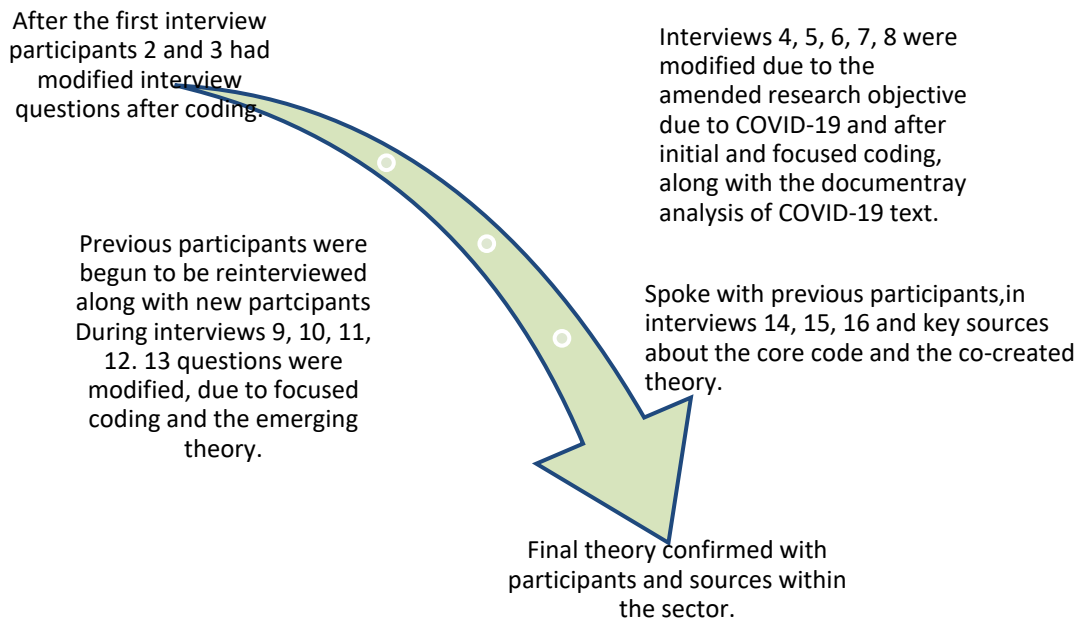 After the first interview
participants 2 and 3 had
modified interview
questions after coding.
Interviews 4, 5, 6, 7, 8 were
modified due to the
amended research objective
due to COVID-19 and after
initial and focused coding,
along with the documentray
analysis of COVID-19 text.
Previous participants were
begun to be reinterviewed
along with new partcipants
During interviews 9, 10, 11,
12. 13 questions were
modified, due to focused
coding and the emerging
theory.
Spoke with previous participants,in
interviews 14, 15, 16 and key sources
about the core code and the co-created
theory.
Final theory confirmed with
participants and sources within
the sector.